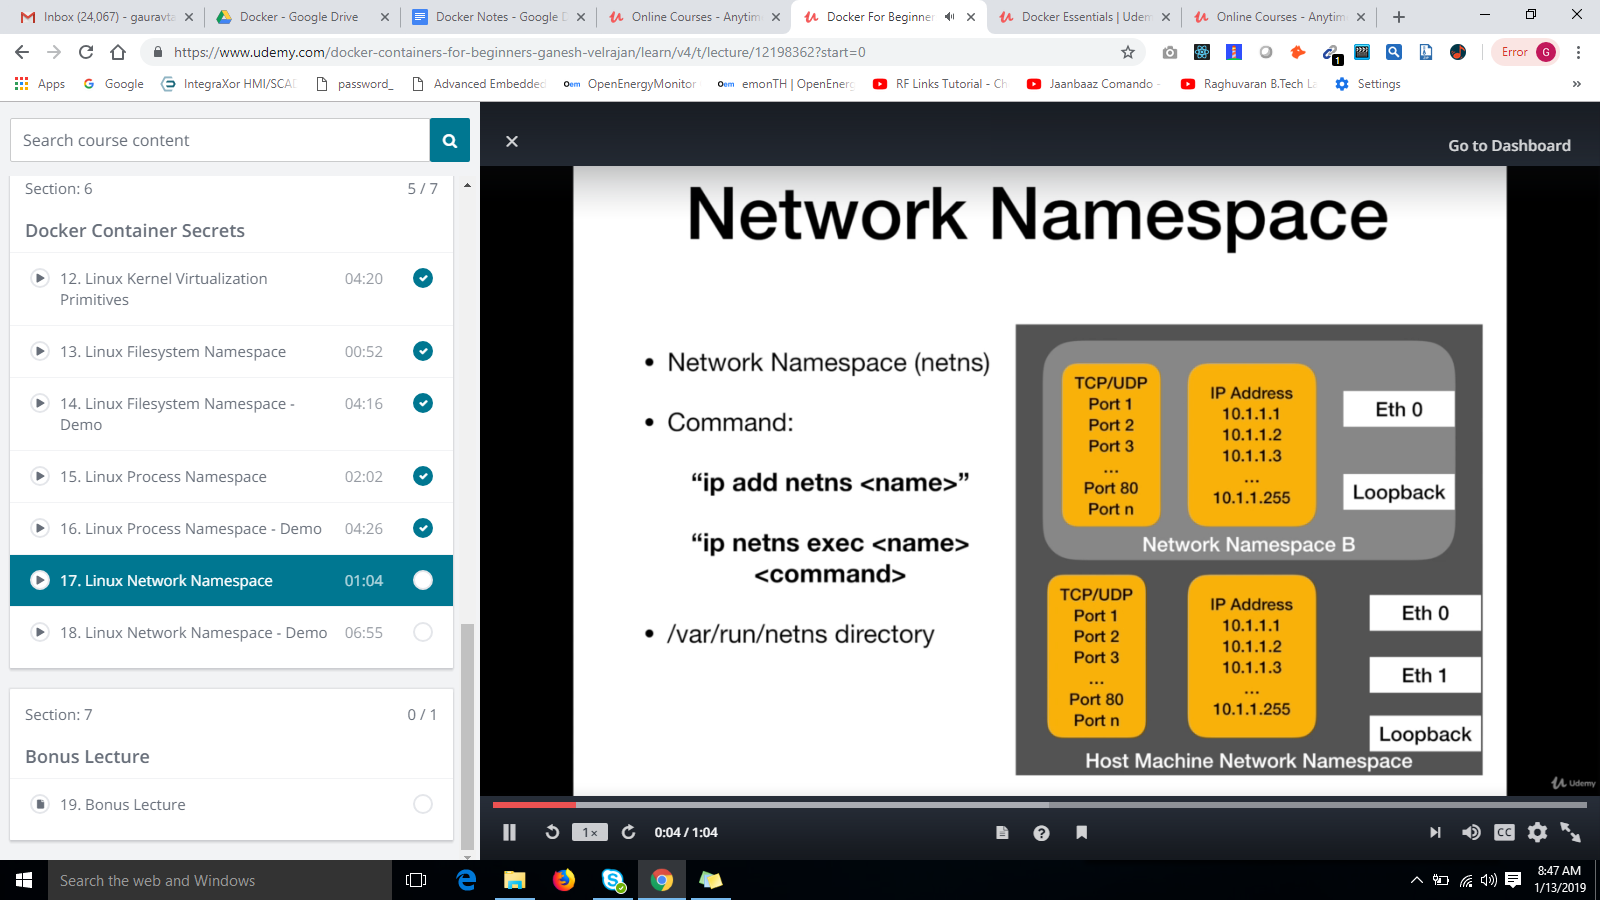 Inbox (24,067) - gauravta
Docker - Google Drive
Docker Notes - Google D
Online Courses - Anytim
Docker For Beginner
Docker Essentials | Udem
Online Courses - Anytim
https://www.udemy.com/docker-containers-for-beginners-ganesh-velrajan/learn/v4/t/lecture/12198362?start=0
1
Error
G
Apps
Google
IntegraXor HMI/SCA
password_
Advanced Embedded
OpenEnergyMonitor
emonTH | OpenEnerg
RF Links Tutorial - Ch
Jaanbaaz Comando -
Raghuvaran B.Tech La
Settings
»
Search course content
Go to Dashboard
Section: 6
5 / 7
Docker Container Secrets
12. Linux Kernel Virtualization
Primitives
04:20
13. Linux Filesystem Namespace
00:52
14. Linux Filesystem Namespace -
Demo
04:16
15. Linux Process Namespace
02:02
16. Linux Process Namespace - Demo
04:26
17. Linux Network Namespace
01:04
18. Linux Network Namespace - Demo
06:55
Section: 7
0 / 1
Bonus Lecture
19. Bonus Lecture
Network Namespace
• Network Namespace (netns)
• Command:
“ip add netns <name>”
“ip netns exec <name>
<command>
• /var/run/netns directory
TCP/UDP
Port 1
Port 2
Port 3
...
Port 80
Port n
IP Address
10.1.1.1
10.1.1.2
10.1.1.3
...
10.1.1.255
Eth 0
Loopback
Network Namespace B
TCP/UDP
Port 1
Port 2
Port 3
...
Port 80
Port n
IP Address
10.1.1.1
10.1.1.2
10.1.1.3
...
10.1.1.255
Eth 0
Eth 1
Loopback
Host Machine Network Namespace
Udemy
1×
0:04 / 1:04
?
CC
Search the web and Windows
8:47 AM
1/13/2019